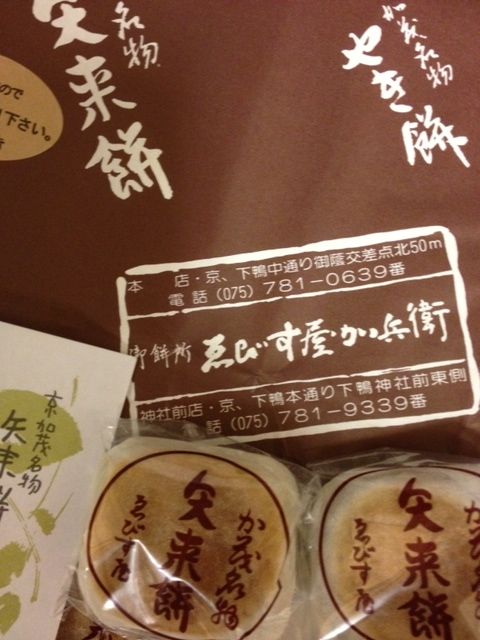 名物
矢来餅
加茂名物
やき餅
ので
下さい。
本　店・京、下鴨中通り御蔭交差点北50m
電話(075)781-0639番
御餅所 ゑびす屋加兵衛
神社前店・京、下鴨本通り下鴨神社前東側
話(075)781-9339番
京加茂名物
矢来餅
かも名物
矢来餅
ゑびす屋
矢来餅
ゑびす屋